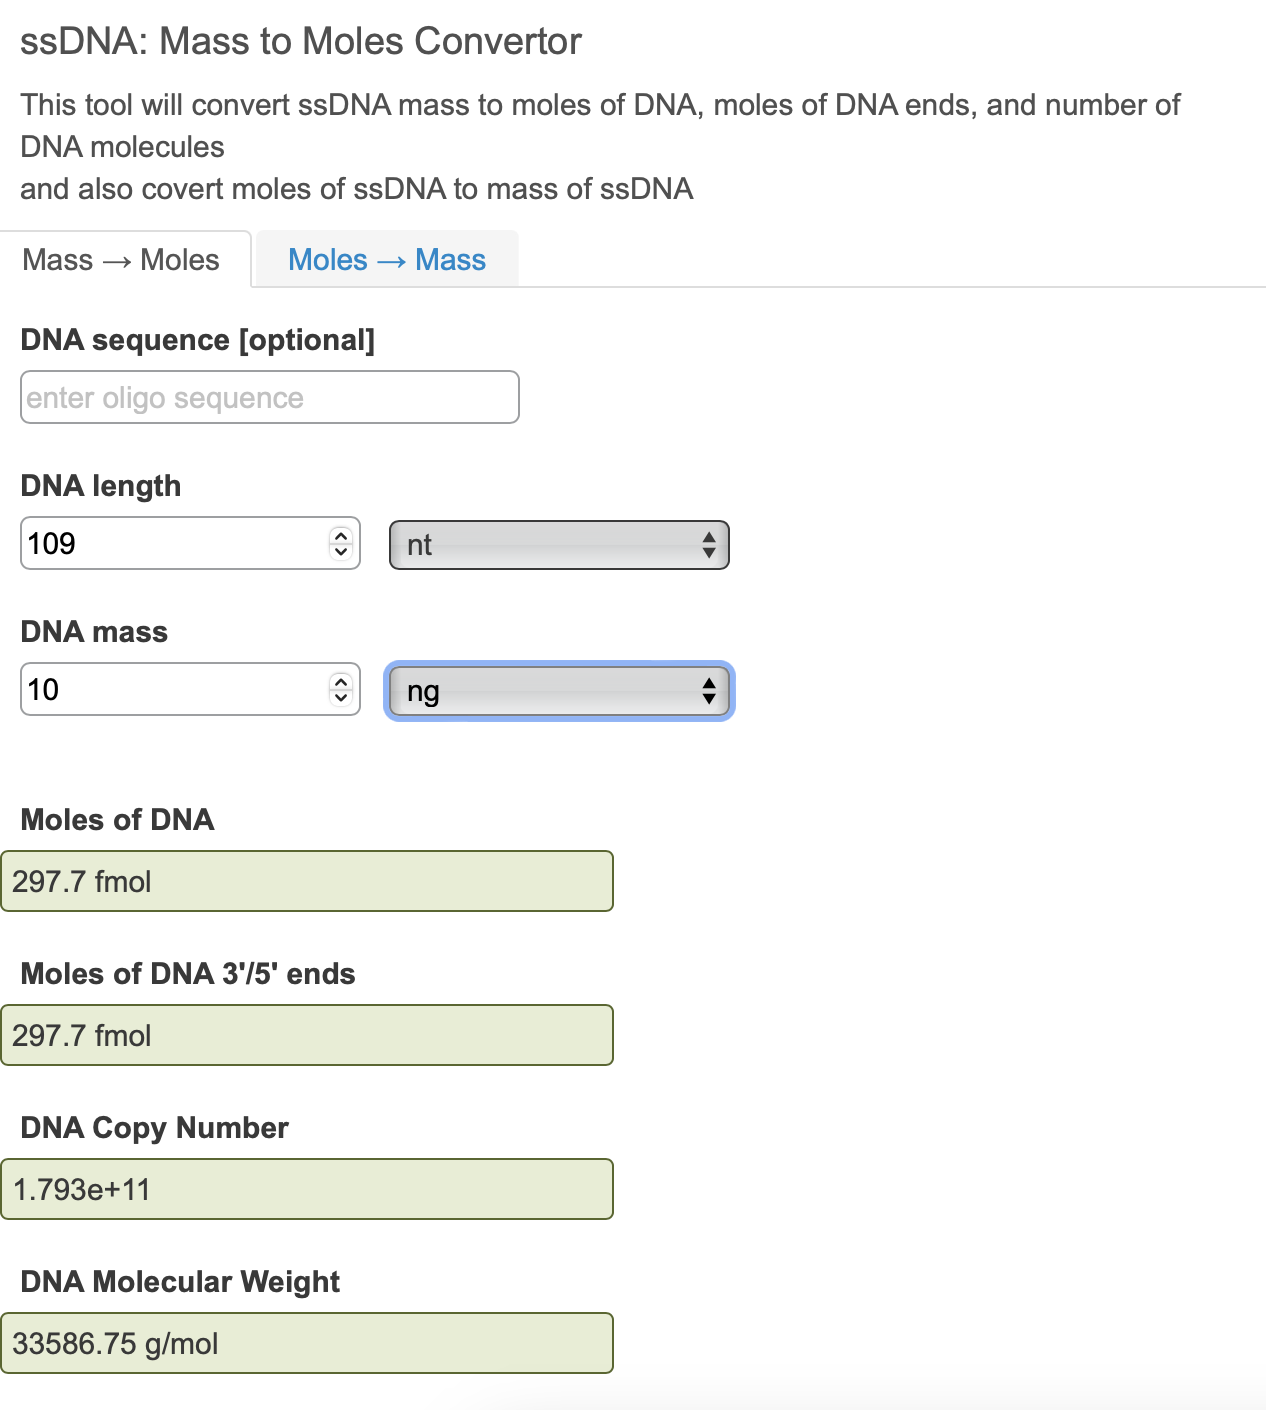 ssDNA: Mass to Moles Convertor
This tool will convert ssDNA mass to moles of DNA, moles of DNA ends, and number of
DNA molecules
and also covert moles of ssDNA to mass of ssDNA
Mass → Moles
Moles → Mass
DNA sequence [optional]
enter oligo sequence
DNA length
109
nt
DNA mass
10
ng
Moles of DNA
297.7 fmol
Moles of DNA 3'/5' ends
297.7 fmol
DNA Copy Number
1.793e+11
DNA Molecular Weight
33586.75 g/mol